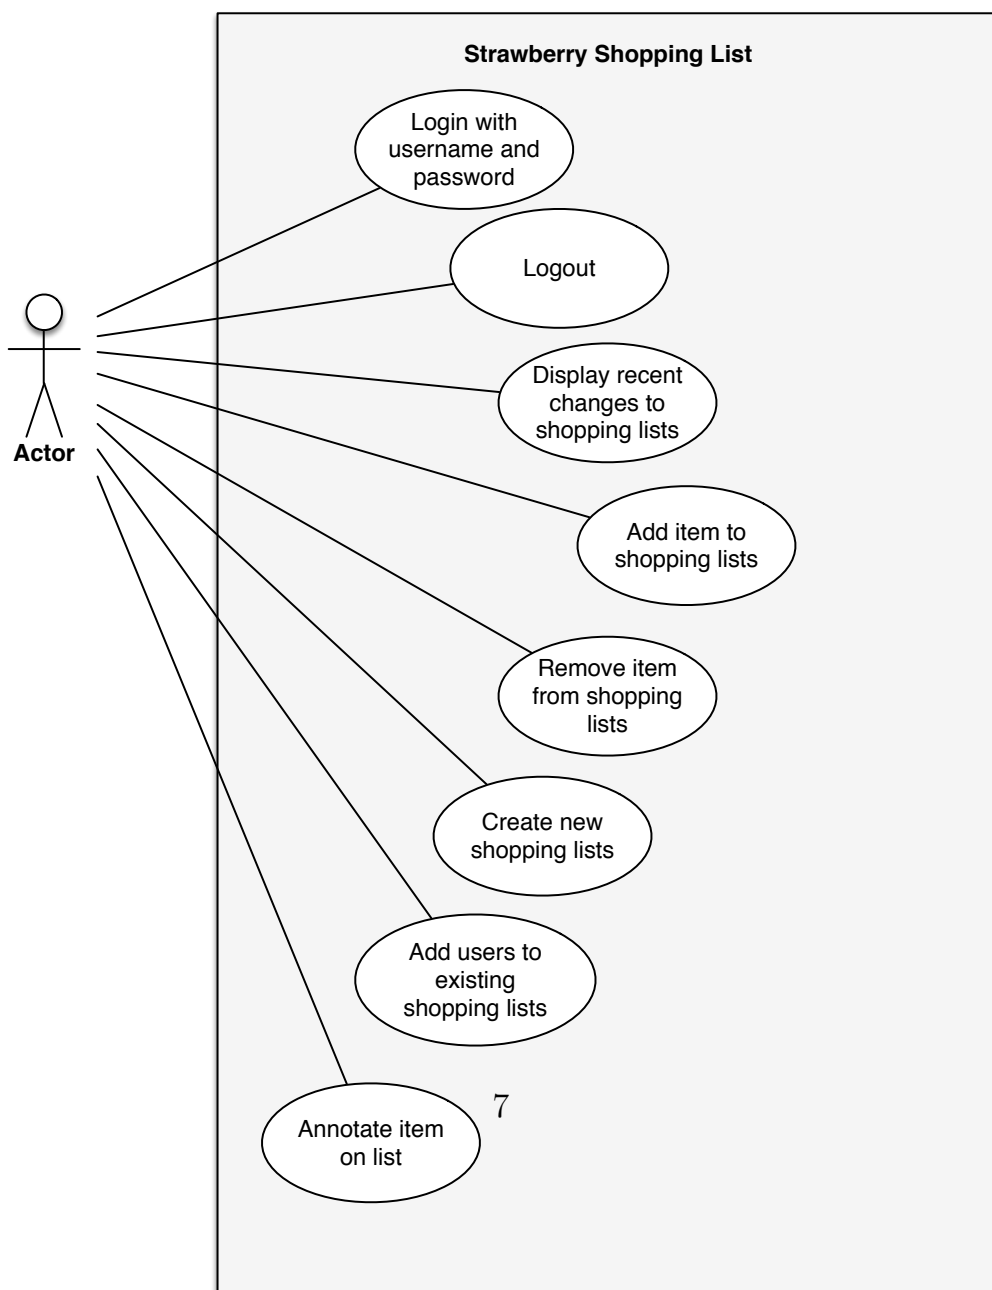 Strawberry Shopping List
Login with
username and
password
Logout
Display recent
changes to
shopping lists
Actor
Add item to
shopping lists
Remove item
from shopping
lists
Create new
shopping lists
Add users to
existing
shopping lists
7
Annotate item
on list